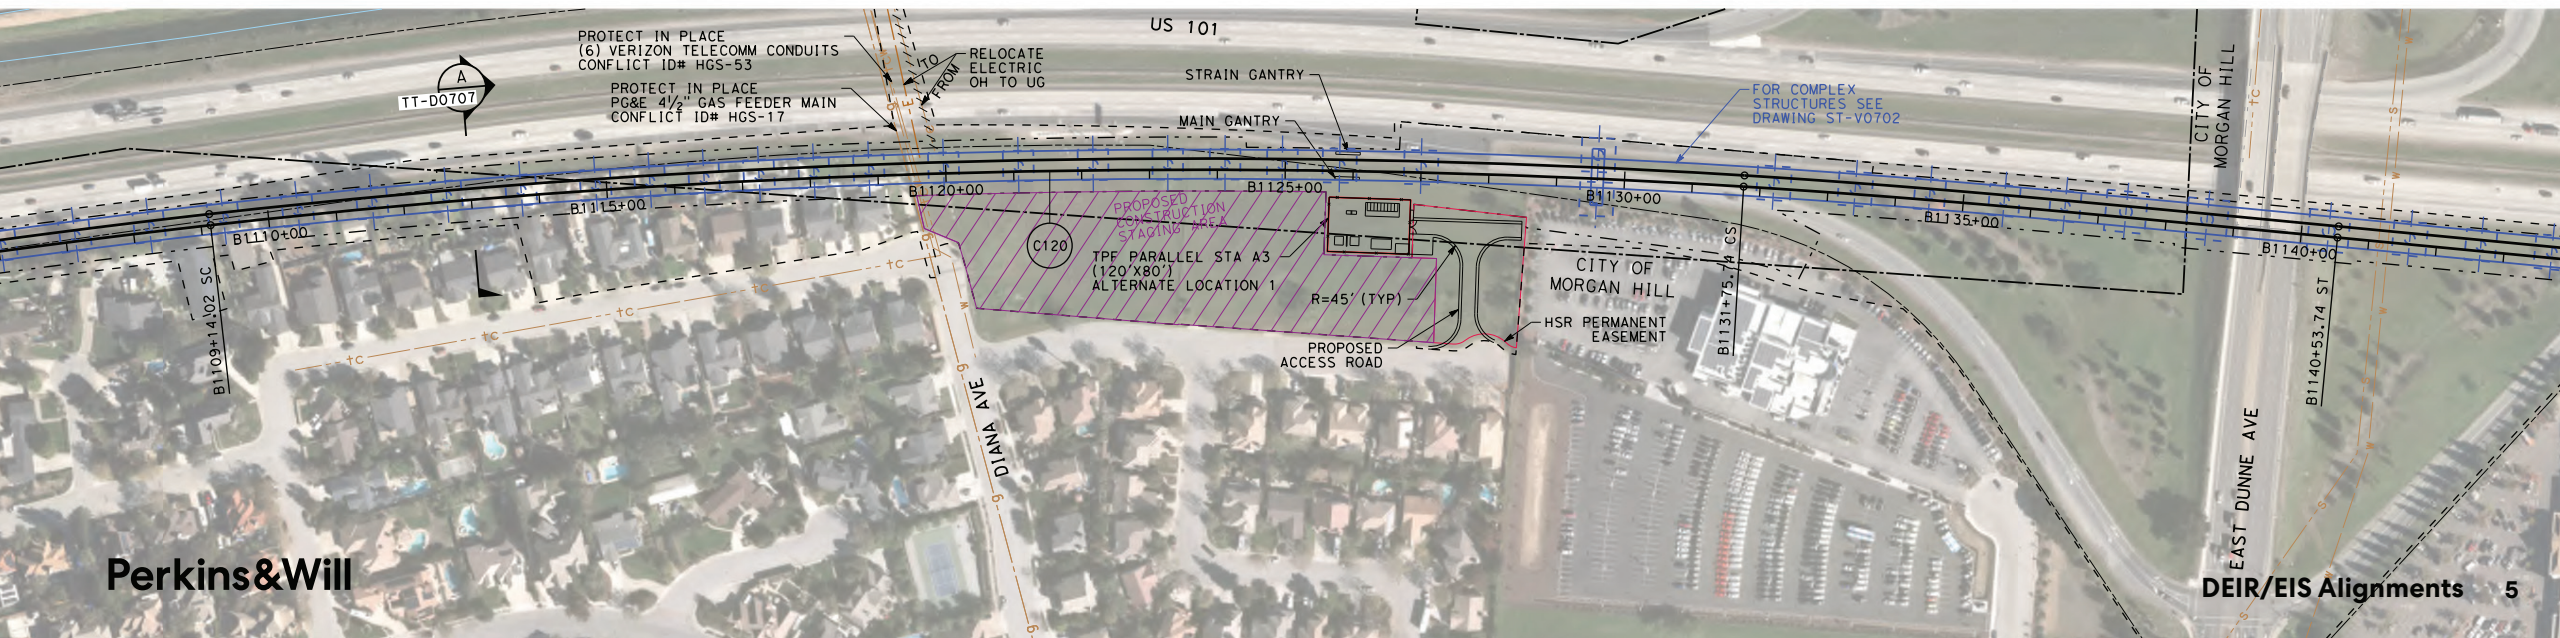 US 101
PROTECT IN PLACE
(6) VERIZON TELECOMM CONDUITS
CONFLICT ID# HGS-53
PROTECT IN PLACE
PG&E 4½" GAS FEEDER MAIN
CONFLICT ID# HGS-17
A
TT-D0707
TO
FROM
RELOCATE
ELECTRIC
OH TO UG
STRAIN GANTRY
MAIN GANTRY
FOR COMPLEX
STRUCTURES SEE
DRAWING ST-V0702
CITY OF
MORGAN HILL
B1110+00
B1115+00
B1120+00
B1125+00
B1130+00
B1135+00
B1140+00
PROPOSED
CONSTRUCTION
STAGING AREA
C120
TPF PARALLEL STA A3
(120'X80')
ALTERNATE LOCATION 1
R=45' (TYP)
CITY OF
MORGAN HILL
HSR PERMANENT
EASEMENT
PROPOSED
ACCESS ROAD
B1109+14.02 SC
B1131+75.74 CS
B1140+53.74 ST
tc
tc
tc
tc
tc
DIANA AVE
EAST DUNNE AVE
Perkins&Will
DEIR/EIS Alignments 5